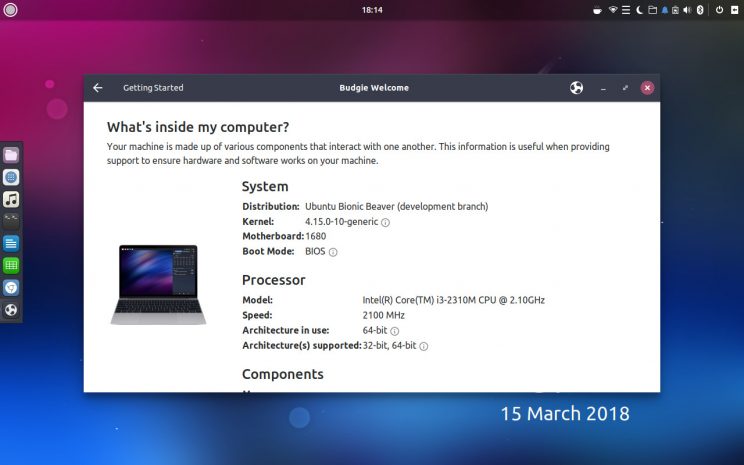 18:14
Getting Started
Budgie Welcome
What's inside my computer?
Your machine is made up of various components that interact with one another. This information is useful when providing
support to ensure hardware and software works on your machine.
System
Distribution: Ubuntu Bionic Beaver (development branch)
Kernel: 4.15.0-10-generic
Motherboard: 1680
Boot Mode: BIOS
Processor
Model: Intel(R) Core(TM) i3-2310M CPU @ 2.10GHz
Speed: 2100 MHz
Architecture in use: 64-bit
Architecture(s) supported: 32-bit, 64-bit
Components
15 March 2018